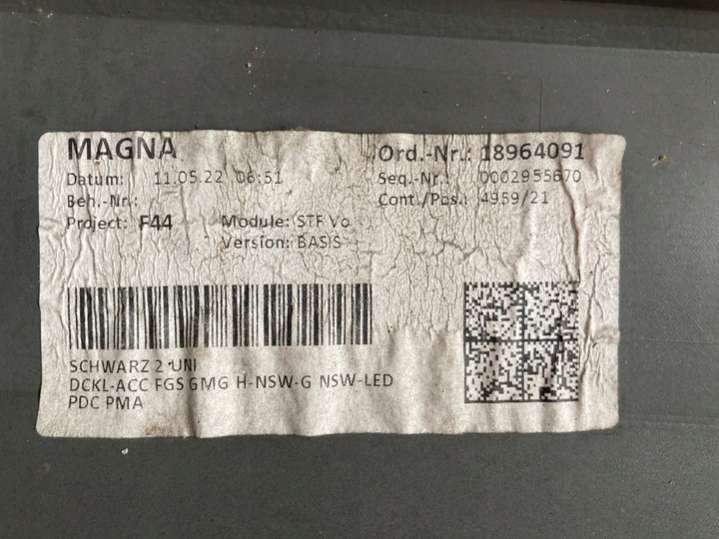 MAGNA
Ord.-Nr.: 18964091
Datum: 11.05.22 06:51
Seq.-Nr.: 0002955670
Beh.-Nr.:
Cont./Pos.: 4959/21
Project: F44 Module: STF Vo
Version: BASIS
SCHWARZ 2 UNI
DCKL-ACC FGS GMG H-NSW-G NSW-LED
PDC PMA